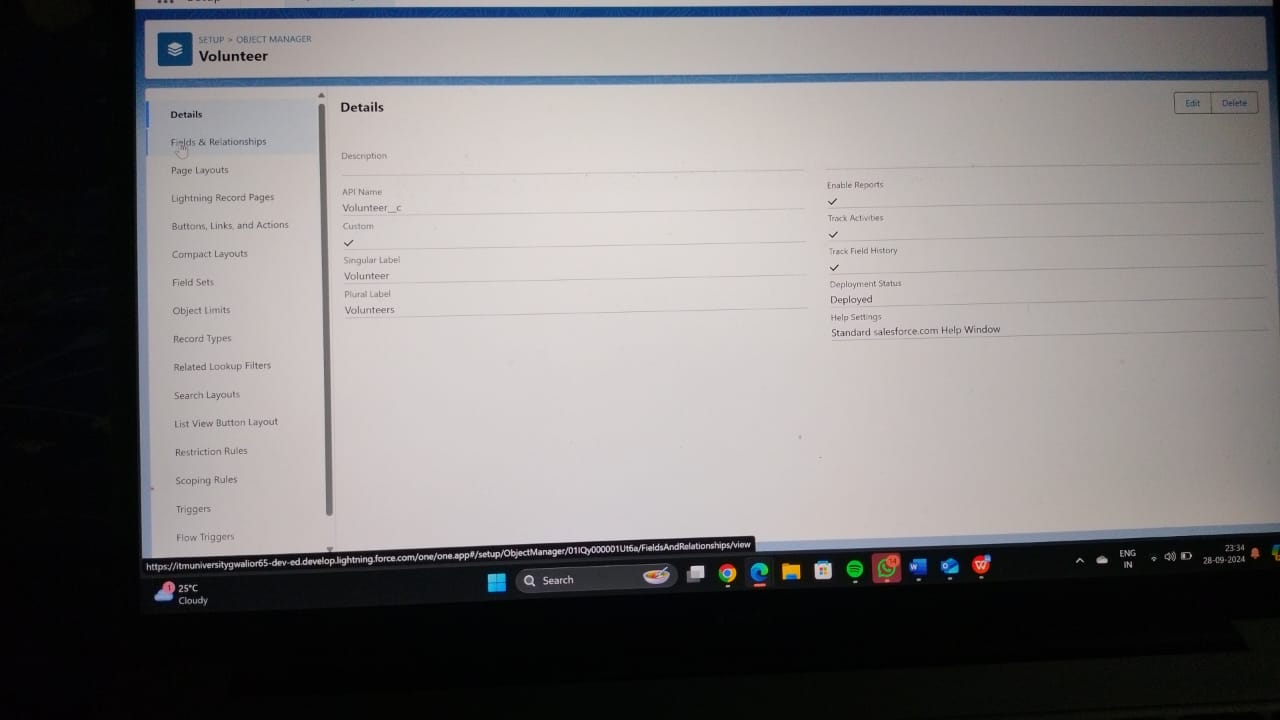 SETUP > OBJECT MANAGER
Volunteer
Details
Fields & Relationships
Page Layouts
Lightning Record Pages
Buttons, Links, and Actions
Compact Layouts
Field Sets
Object Limits
Record Types
Related Lookup Filters
Search Layouts
List View Button Layout
Restriction Rules
Scoping Rules
Triggers
Flow Triggers
Details
Edit
Delete
Description
API Name
Volunteer__c
Custom
Singular Label
Volunteer
Plural Label
Volunteers
Enable Reports
Track Activities
Track Field History
Deployment Status
Deployed
Help Settings
Standard salesforce.com Help Window
https://itmuniversitygwalior65-dev-ed.develop.lightning.force.com/one/one.app#/setup/ObjectManager/01IQy000001Ut6a/FieldsAndRelationships/view
1
25°C
Cloudy
Search
ENG
IN
23:34
28-09-2024